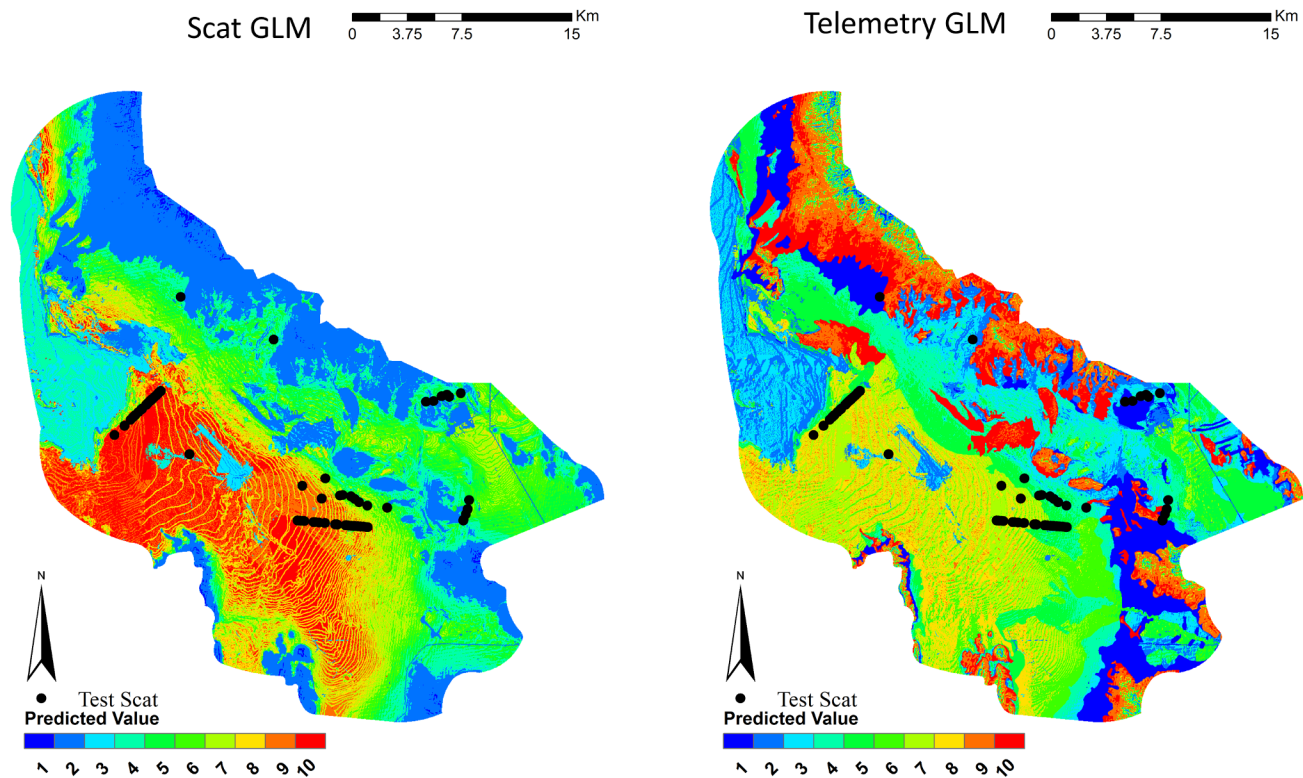 Scat GLM
Km
0 3.75 7.5 15
Telemetry GLM
Km
0 3.75 7.5 15
N
Test Scat
Predicted Value
1 2 3 4 5 6 7 8 9 10
N
Test Scat
Predicted Value
1 2 3 4 5 6 7 8 9 10